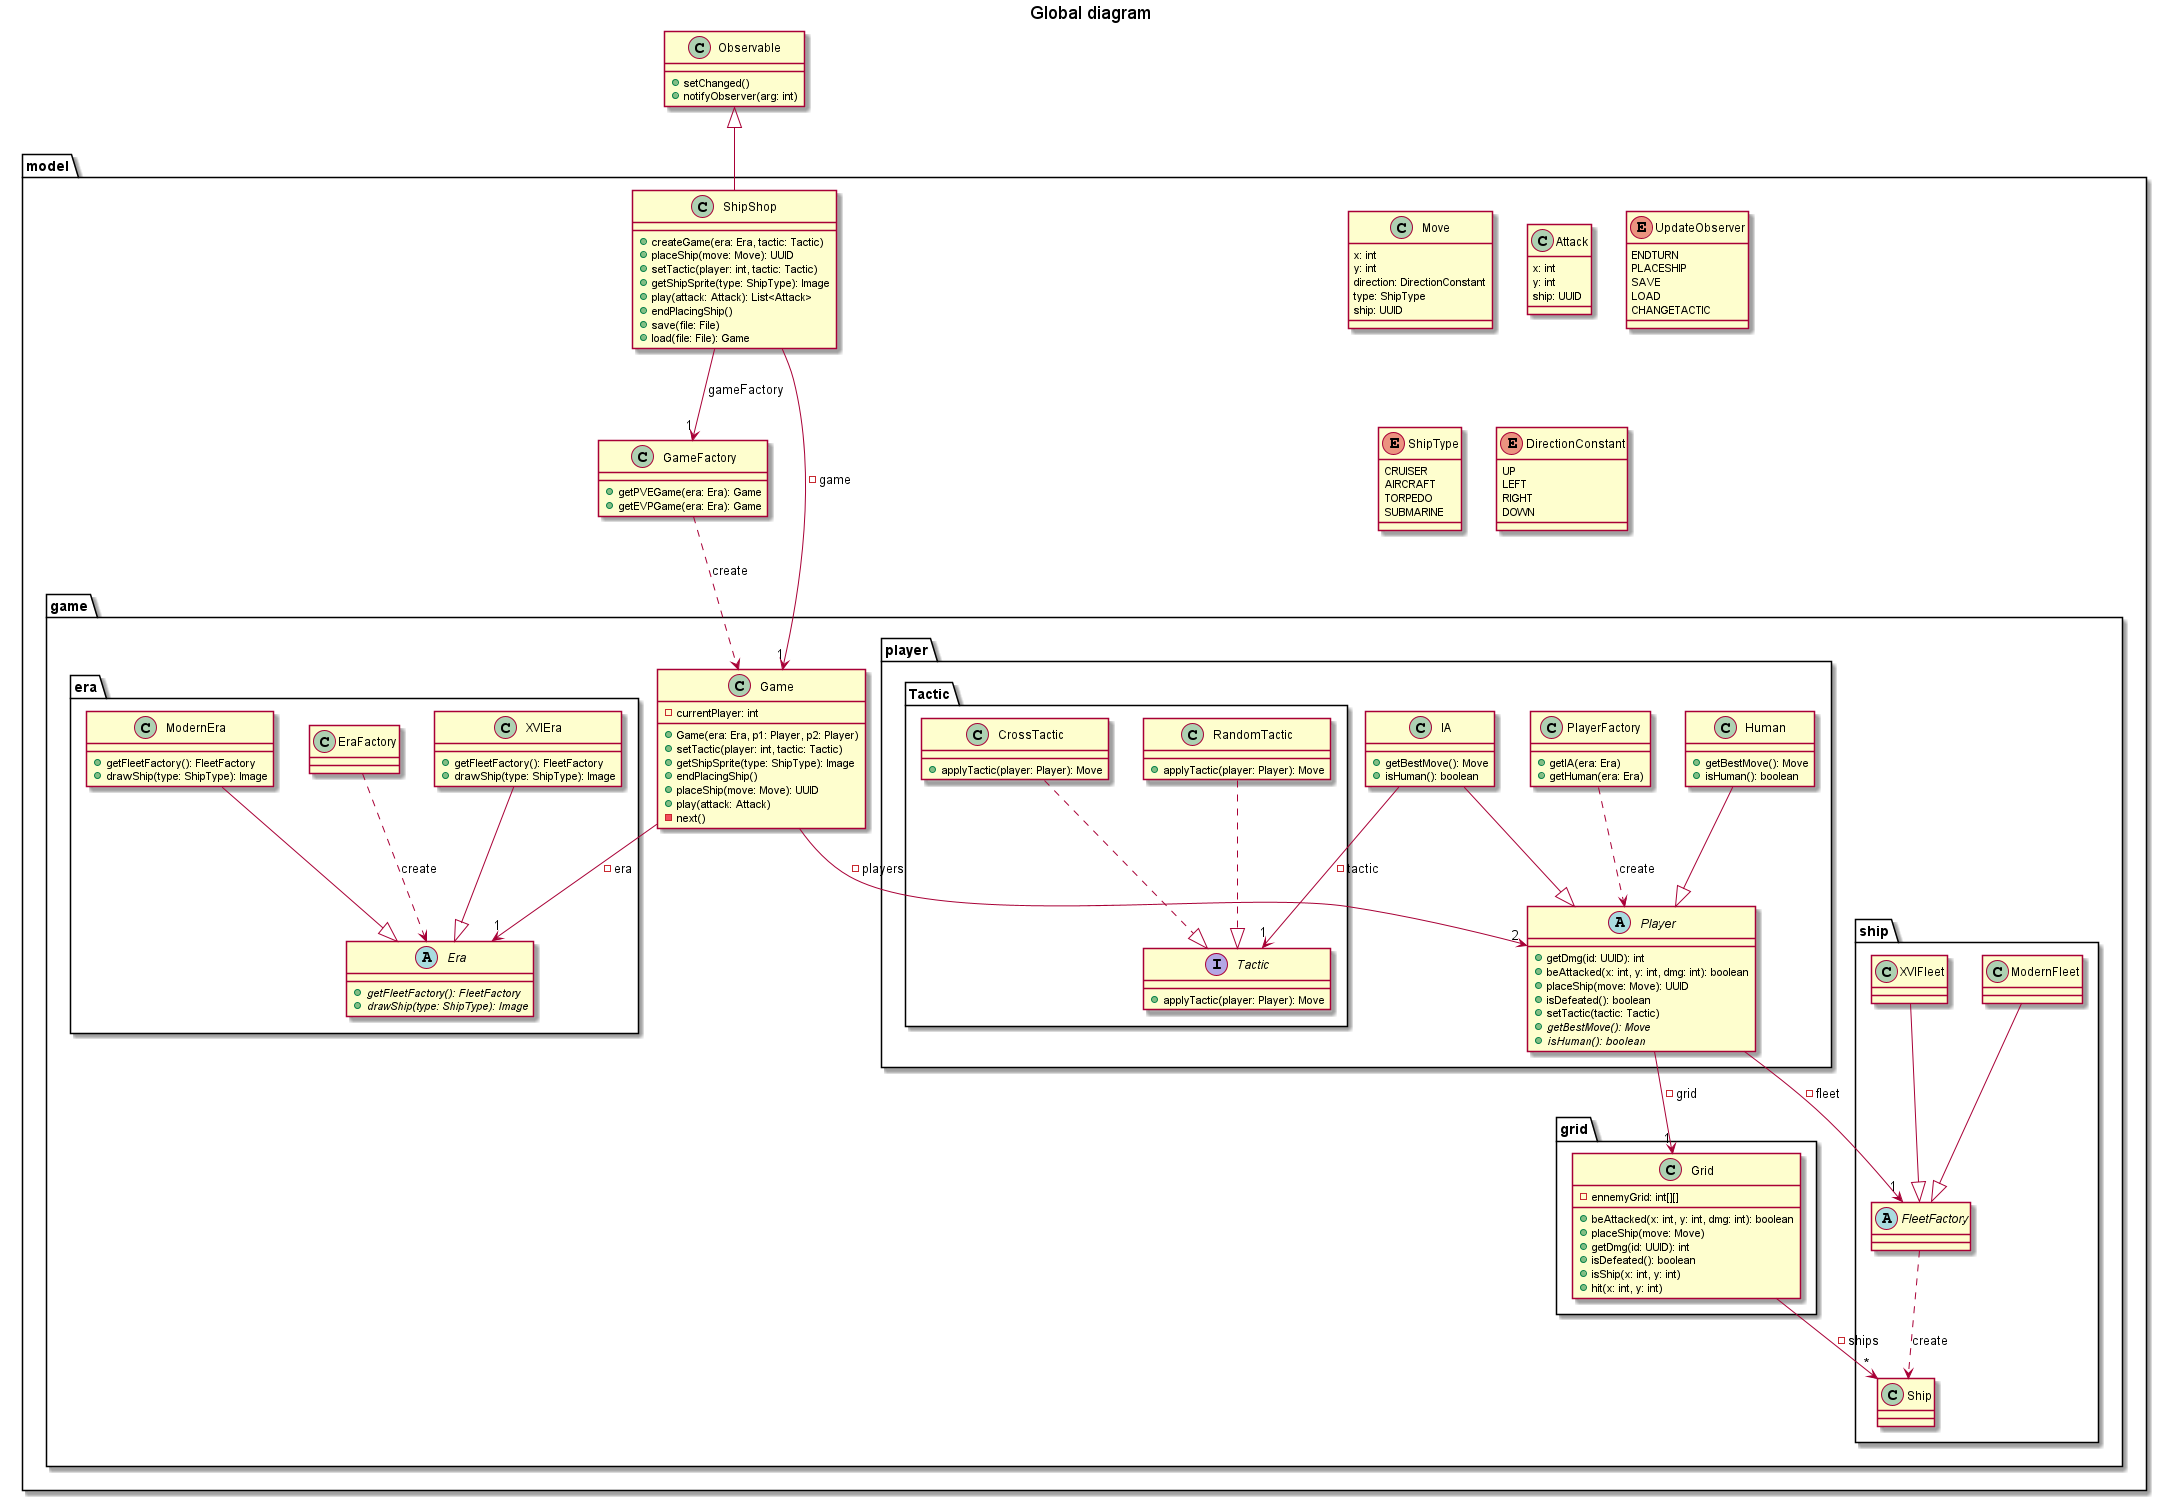 Global diagram
C Observable
setChanged()
notifyObserver(arg: int)
model
C ShipShop
createGame(era: Era, tactic: Tactic)
placeShip(move: Move): UUID
setTactic(player: int, tactic: Tactic)
getShipSprite(type: ShipType): Image
play(attack: Attack): List<Attack>
endPlacingShip()
save(file: File)
load(file: File): Game
C Move
x: int
y: int
direction: DirectionConstant
type: ShipType
ship: UUID
C Attack
x: int
y: int
ship: UUID
E UpdateObserver
ENDTURN
PLACESHIP
SAVE
LOAD
CHANGETACTIC
gameFactory
1
game
1
C GameFactory
getPVEGame(era: Era): Game
getEVPGame(era: Era): Game
create
E ShipType
CRUISER
AIRCRAFT
TORPEDO
SUBMARINE
E DirectionConstant
UP
LEFT
RIGHT
DOWN
game
era
C ModernEra
getFleetFactory(): FleetFactory
drawShip(type: ShipType): Image
C EraFactory
C XVIEra
getFleetFactory(): FleetFactory
drawShip(type: ShipType): Image
create
era
1
A Era
getFleetFactory(): FleetFactory
drawShip(type: ShipType): Image
C Game
currentPlayer: int
Game(era: Era, p1: Player, p2: Player)
setTactic(player: int, tactic: Tactic)
getShipSprite(type: ShipType): Image
endPlacingShip()
placeShip(move: Move): UUID
play(attack: Attack)
next()
players
2
player
Tactic
C CrossTactic
applyTactic(player: Player): Move
C RandomTactic
applyTactic(player: Player): Move
C IA
getBestMove(): Move
isHuman(): boolean
C PlayerFactory
getIA(era: Era)
getHuman(era: Era)
C Human
getBestMove(): Move
isHuman(): boolean
tactic
1
create
I Tactic
applyTactic(player: Player): Move
A Player
getDmg(id: UUID): int
beAttacked(x: int, y: int, dmg: int): boolean
placeShip(move: Move): UUID
isDefeated(): boolean
setTactic(tactic: Tactic)
getBestMove(): Move
isHuman(): boolean
grid
1
fleet
1
grid
C Grid
ennemyGrid: int[][]
beAttacked(x: int, y: int, dmg: int): boolean
placeShip(move: Move)
getDmg(id: UUID): int
isDefeated(): boolean
isShip(x: int, y: int)
hit(x: int, y: int)
ships
*
ship
C XVIFleet
C ModernFleet
A FleetFactory
create
C Ship